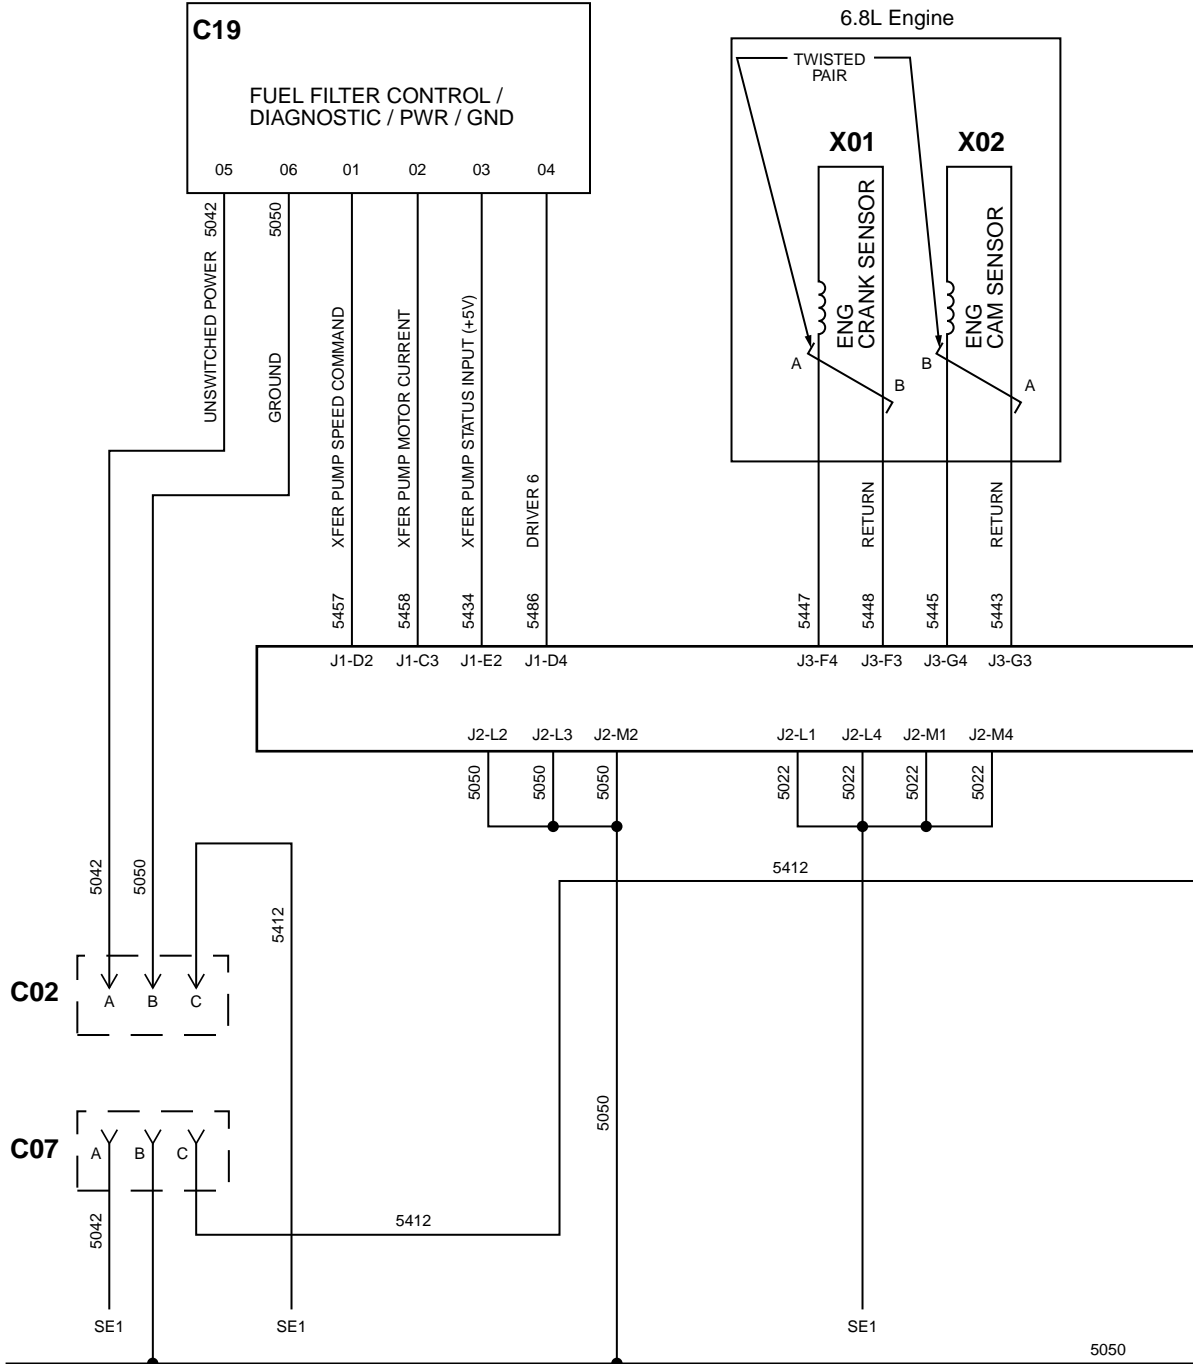 6.8L Engine
C19
FUEL FILTER CONTROL /
DIAGNOSTIC / PWR / GND
05 06 01 02 03 04
TWISTED
PAIR
X01 X02
ENG
CRANK SENSOR
ENG
CAM SENSOR
A B B A
5042
UNSWITCHED POWER
5050
GROUND
XFER PUMP SPEED COMMAND
XFER PUMP MOTOR CURRENT
XFER PUMP STATUS INPUT (+5V)
DRIVER 6
RETURN
RETURN
5457 5458 5434 5486 5447 5448 5445 5443
J1-D2 J1-C3 J1-E2 J1-D4 J3-F4 J3-F3 J3-G4 J3-G3
J2-L2 J2-L3 J2-M2 J2-L1 J2-L4 J2-M1 J2-M4
5050 5050 5050 5022 5022 5022 5022
5412
5042 5050 5412
C02
A B C
5050
C07
A B C
5042
5412
SE1 SE1 SE1
5050